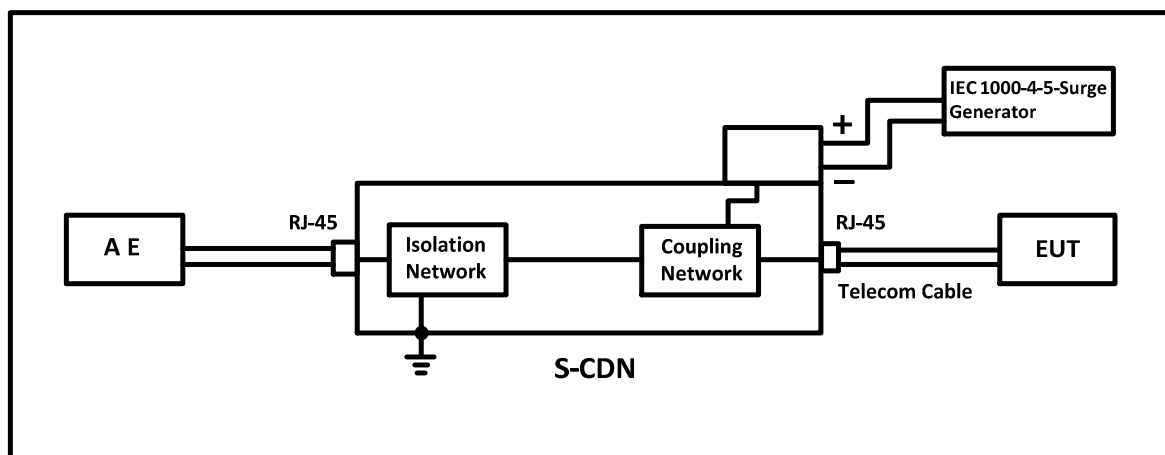 IEC 1000-4-5-Surge
Generator
+
−
RJ-45
RJ-45
A E
Isolation
Network
Coupling
Network
EUT
Telecom Cable
S-CDN